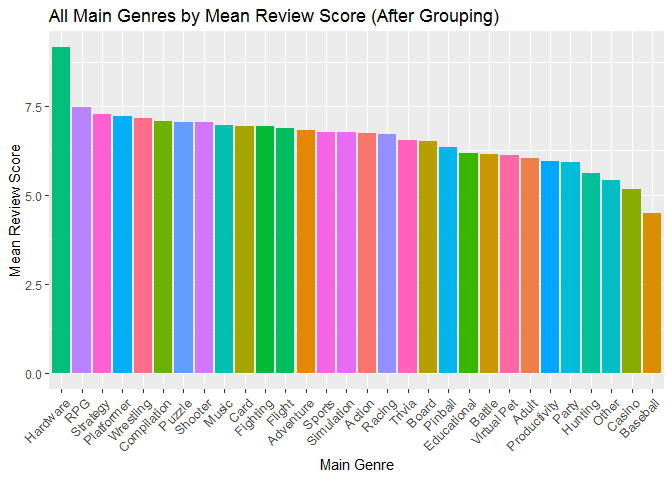 All Main Genres by Mean Review Score (After Grouping)
Mean Review Score
7.5
5.0
2.5
0.0
Hardware
RPG
Strategy
Platformer
Wrestling
Compilation
Puzzle
Shooter
Music
Card
Fighting
Flight
Adventure
Sports
Simulation
Action
Racing
Trivia
Board
Pinball
Educational
Battle
Virtual Pet
Adult
Productivity
Party
Hunting
Other
Casino
Baseball
Main Genre